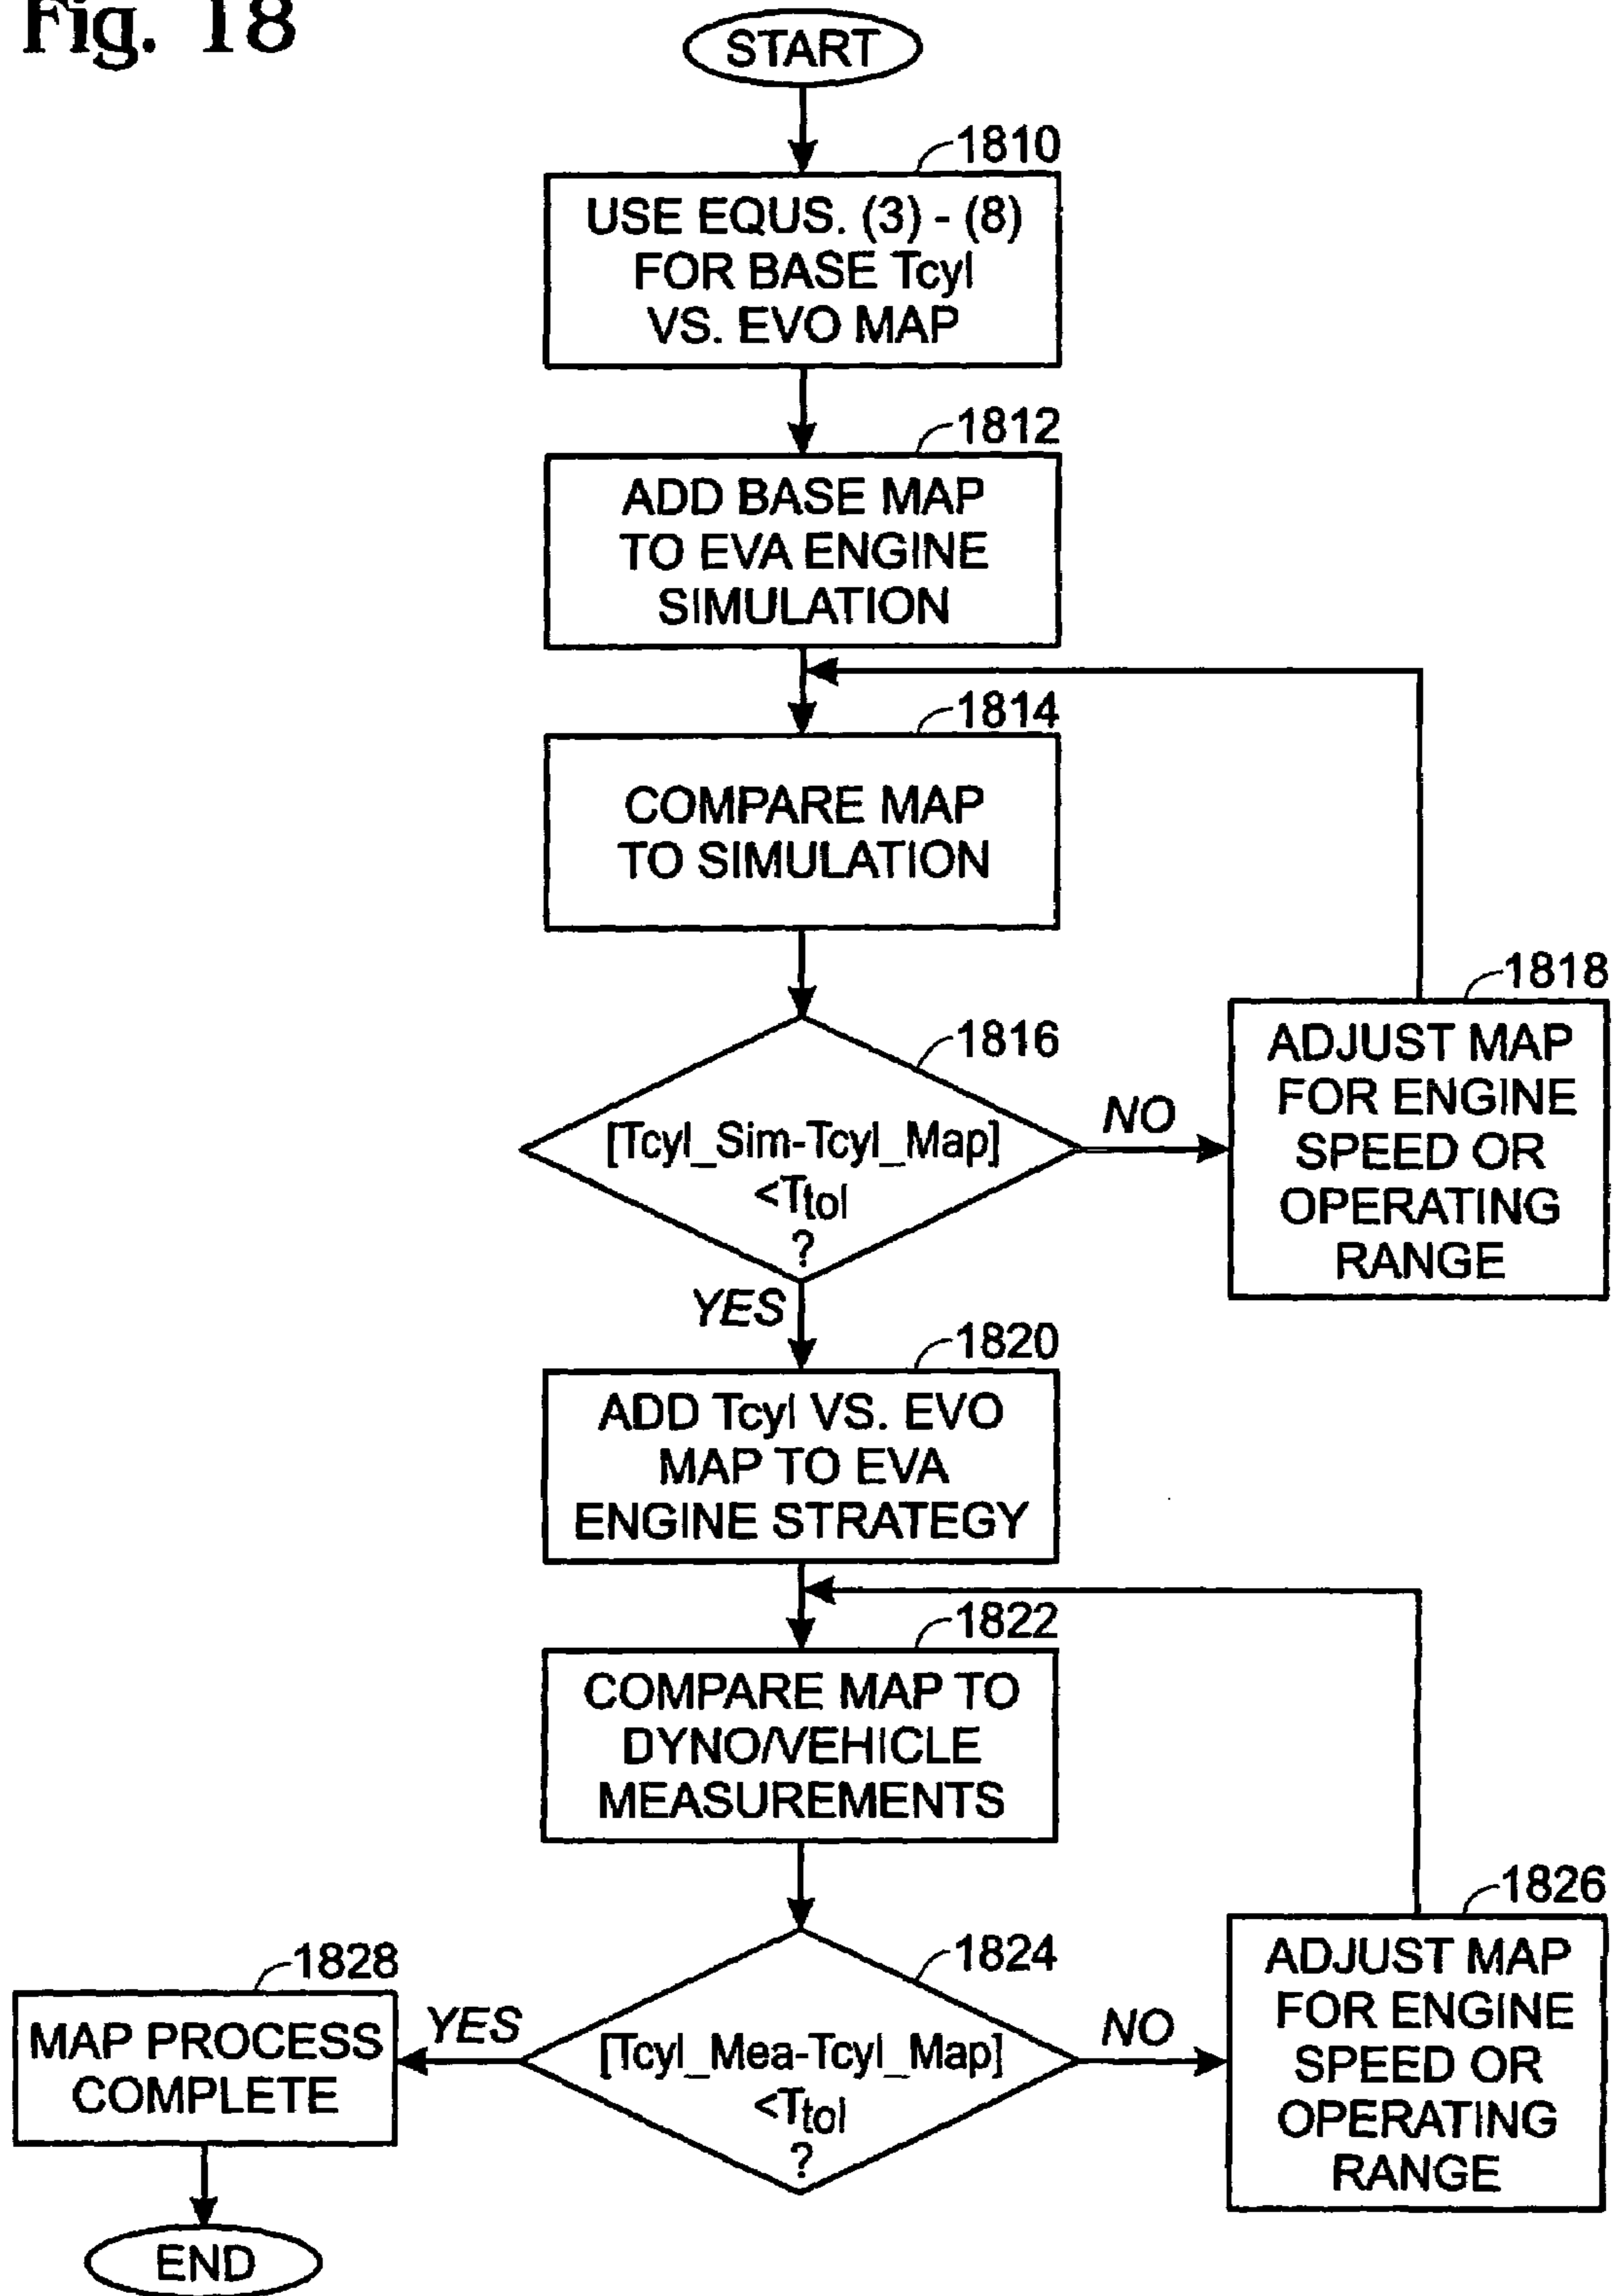 Fig. 18
START
1810
USE EQUS. (3) - (8)
FOR BASE Tcyl
VS. EVO MAP
1812
ADD BASE MAP
TO EVA ENGINE
SIMULATION
1814
COMPARE MAP
TO SIMULATION
1816
[Tcyl_Sim-Tcyl_Map]
<Ttol
?
NO
1818
ADJUST MAP
FOR ENGINE
SPEED OR
OPERATING
RANGE
YES
1820
ADD Tcyl VS. EVO
MAP TO EVA
ENGINE STRATEGY
1822
COMPARE MAP TO
DYNO/VEHICLE
MEASUREMENTS
1824
[Tcyl_Mea-Tcyl_Map]
<Ttol
?
NO
1826
ADJUST MAP
FOR ENGINE
SPEED OR
OPERATING
RANGE
YES
1828
MAP PROCESS
COMPLETE
END